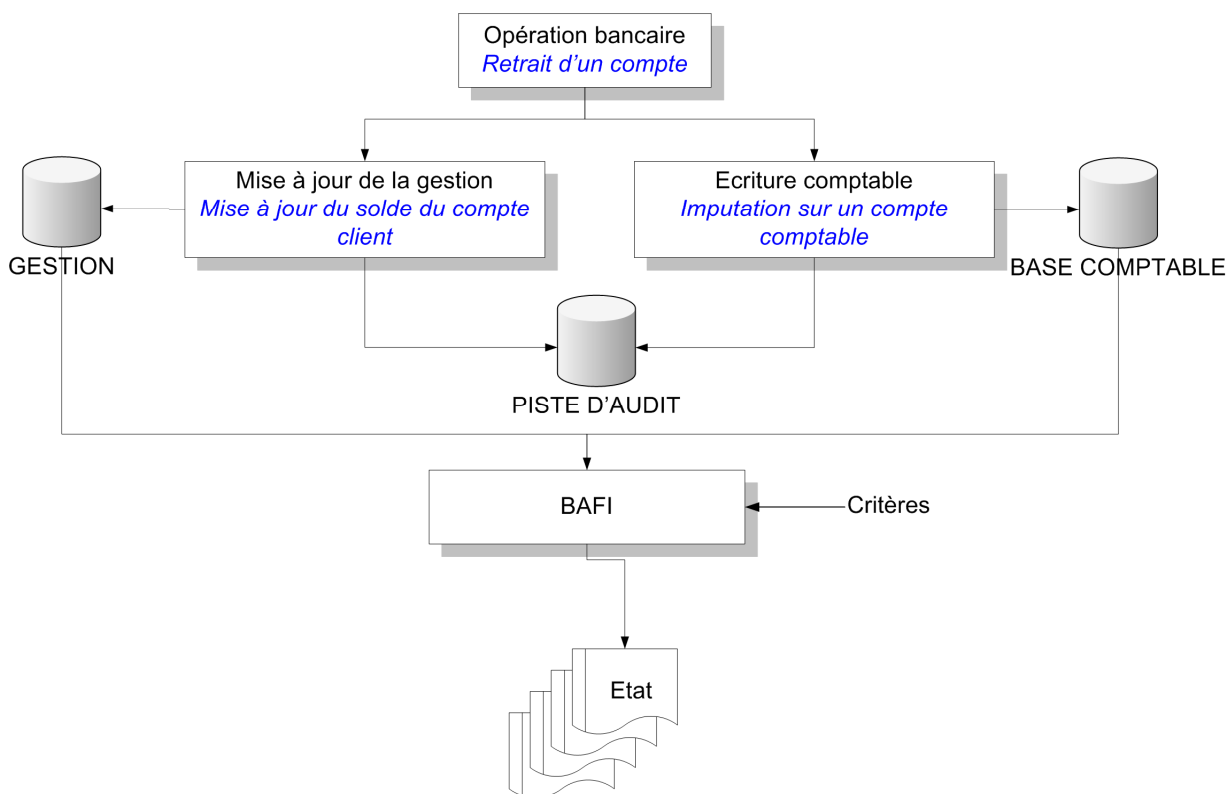 Opération bancaire
Retrait d'un compte
Mise à jour de la gestion
Mise à jour du solde du compte
client
Ecriture comptable
Imputation sur un compte
comptable
GESTION
BASE COMPTABLE
PISTE D'AUDIT
BAFI
Critères
Etat